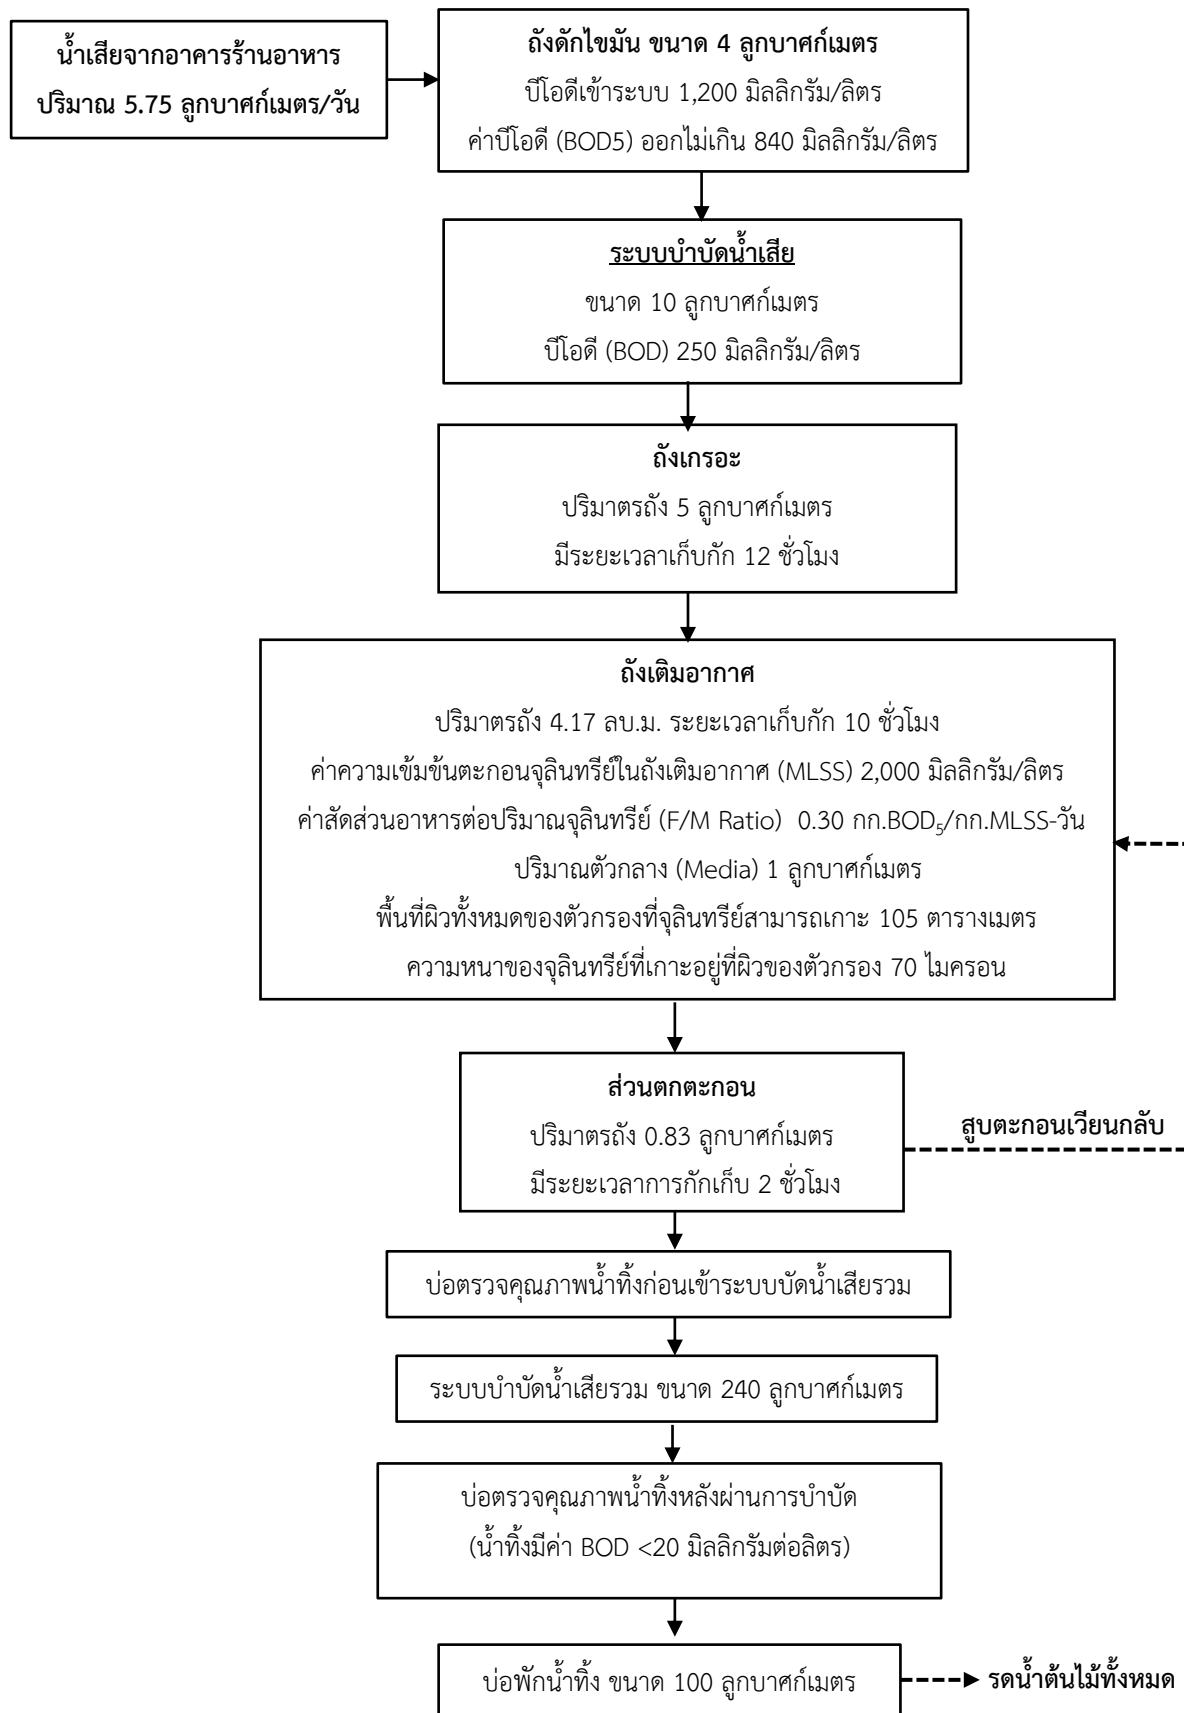 น้ำเสียจากอาคารร้านอาหาร
ปริมาณ 5.75 ลูกบาศก์เมตร/วัน
ถังดักไขมัน ขนาด 4 ลูกบาศก์เมตร
บีโอดีเข้าระบบ 1,200 มิลลิกรัม/ลิตร
ค่าบีโอดี (BOD5) ออกไม่เกิน 840 มิลลิกรัม/ลิตร
ระบบบำบัดน้ำเสีย
ขนาด 10 ลูกบาศก์เมตร
บีโอดี (BOD) 250 มิลลิกรัม/ลิตร
ถังเกรอะ
ปริมาตรถัง 5 ลูกบาศก์เมตร
มีระยะเวลาเก็บกัก 12 ชั่วโมง
ถังเติมอากาศ
ปริมาตรถัง 4.17 ลบ.ม. ระยะเวลาเก็บกัก 10 ชั่วโมง
ค่าความเข้มข้นตะกอนจุลินทรีย์ในถังเติมอากาศ (MLSS) 2,000 มิลลิกรัม/ลิตร
ค่าสัดส่วนอาหารต่อปริมาณจุลินทรีย์ (F/M Ratio) 0.30 กก.BOD₅/กก.MLSS-วัน
ปริมาณตัวกลาง (Media) 1 ลูกบาศก์เมตร
พื้นที่ผิวทั้งหมดของตัวกรองที่จุลินทรีย์สามารถเกาะ 105 ตารางเมตร
ความหนาของจุลินทรีย์ที่เกาะอยู่ที่ผิวของตัวกรอง 70 ไมครอน
ส่วนตกตะกอน
ปริมาตรถัง 0.83 ลูกบาศก์เมตร
มีระยะเวลาการกักเก็บ 2 ชั่วโมง
สูบตะกอนเวียนกลับ
บ่อตรวจคุณภาพน้ำทิ้งก่อนเข้าระบบบัดน้ำเสียรวม
ระบบบำบัดน้ำเสียรวม ขนาด 240 ลูกบาศก์เมตร
บ่อตรวจคุณภาพน้ำทิ้งหลังผ่านการบำบัด
(น้ำทิ้งมีค่า BOD <20 มิลลิกรัมต่อลิตร)
บ่อพักน้ำทิ้ง ขนาด 100 ลูกบาศก์เมตร
รดน้ำต้นไม้ทั้งหมด